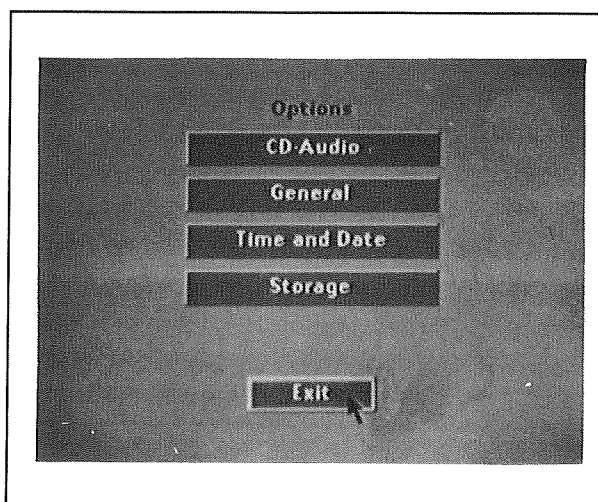 Options
CD-Audio
General
Time and Date
Storage
Exit